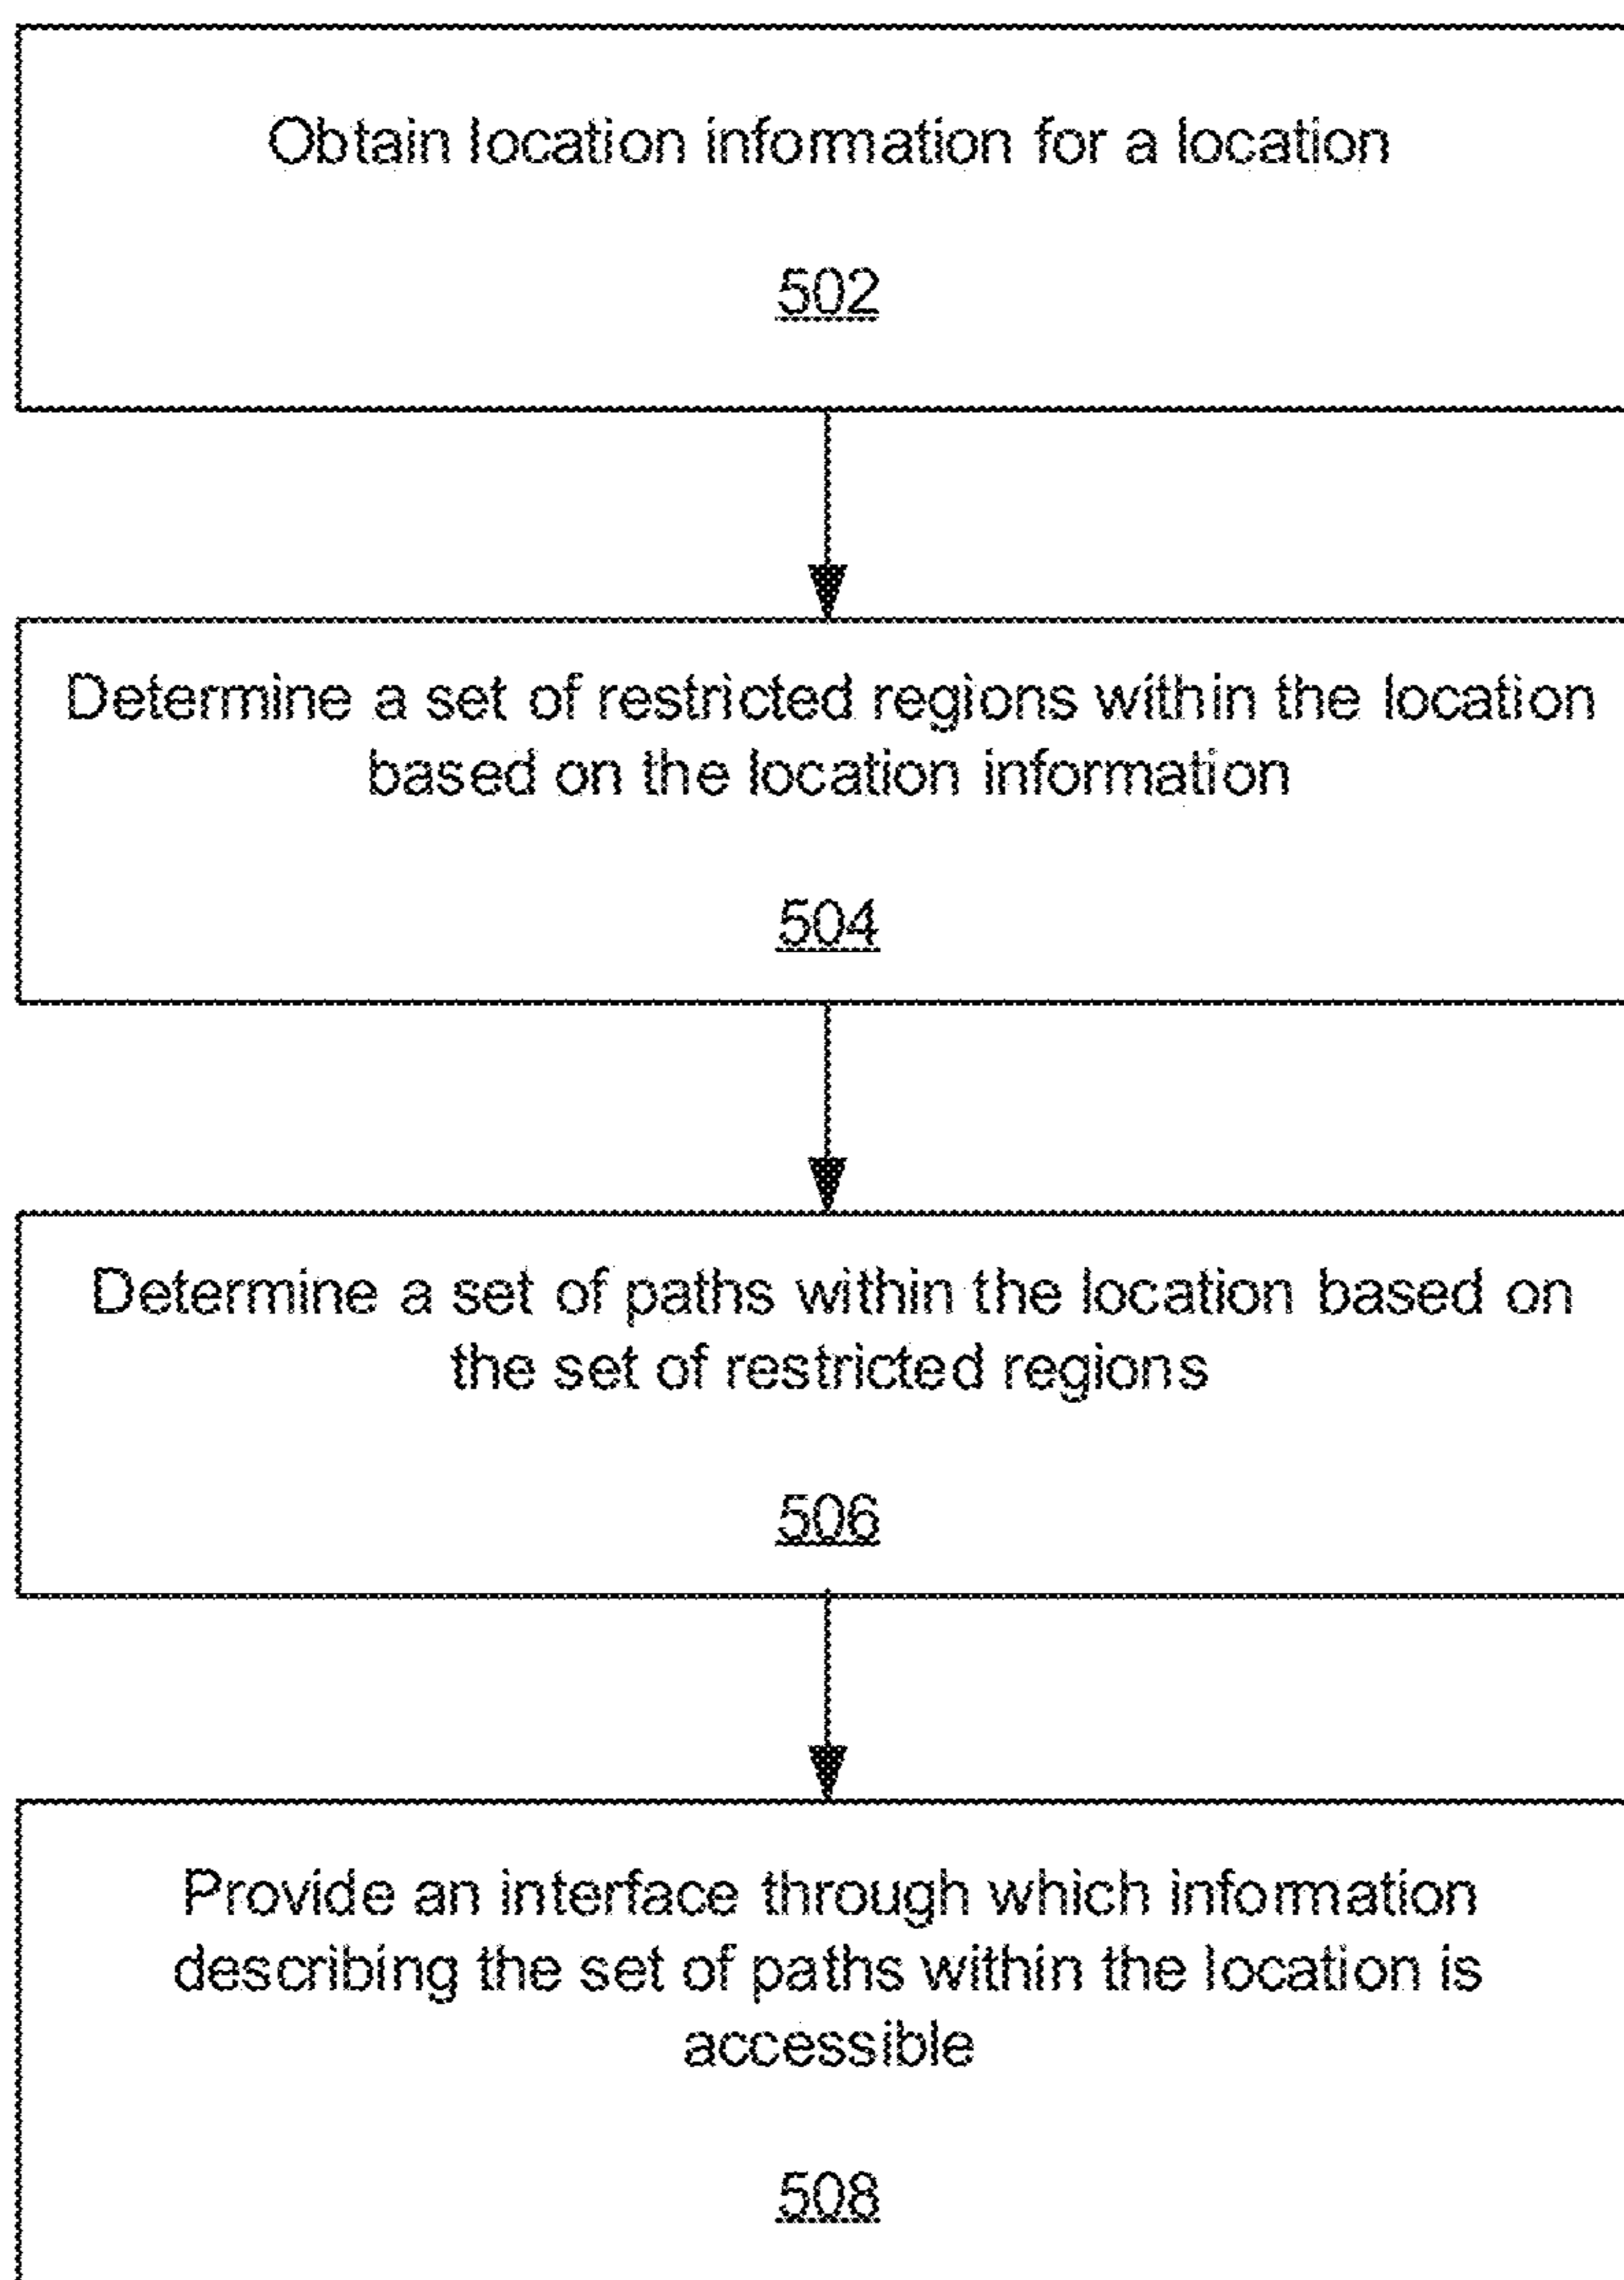 Obtain location information for a location
502
Determine a set of restricted regions within the location
based on the location information
504
Determine a set of paths within the location based on
the set of restricted regions
506
Provide an interface through which information
describing the set of paths within the location is
accessible
508